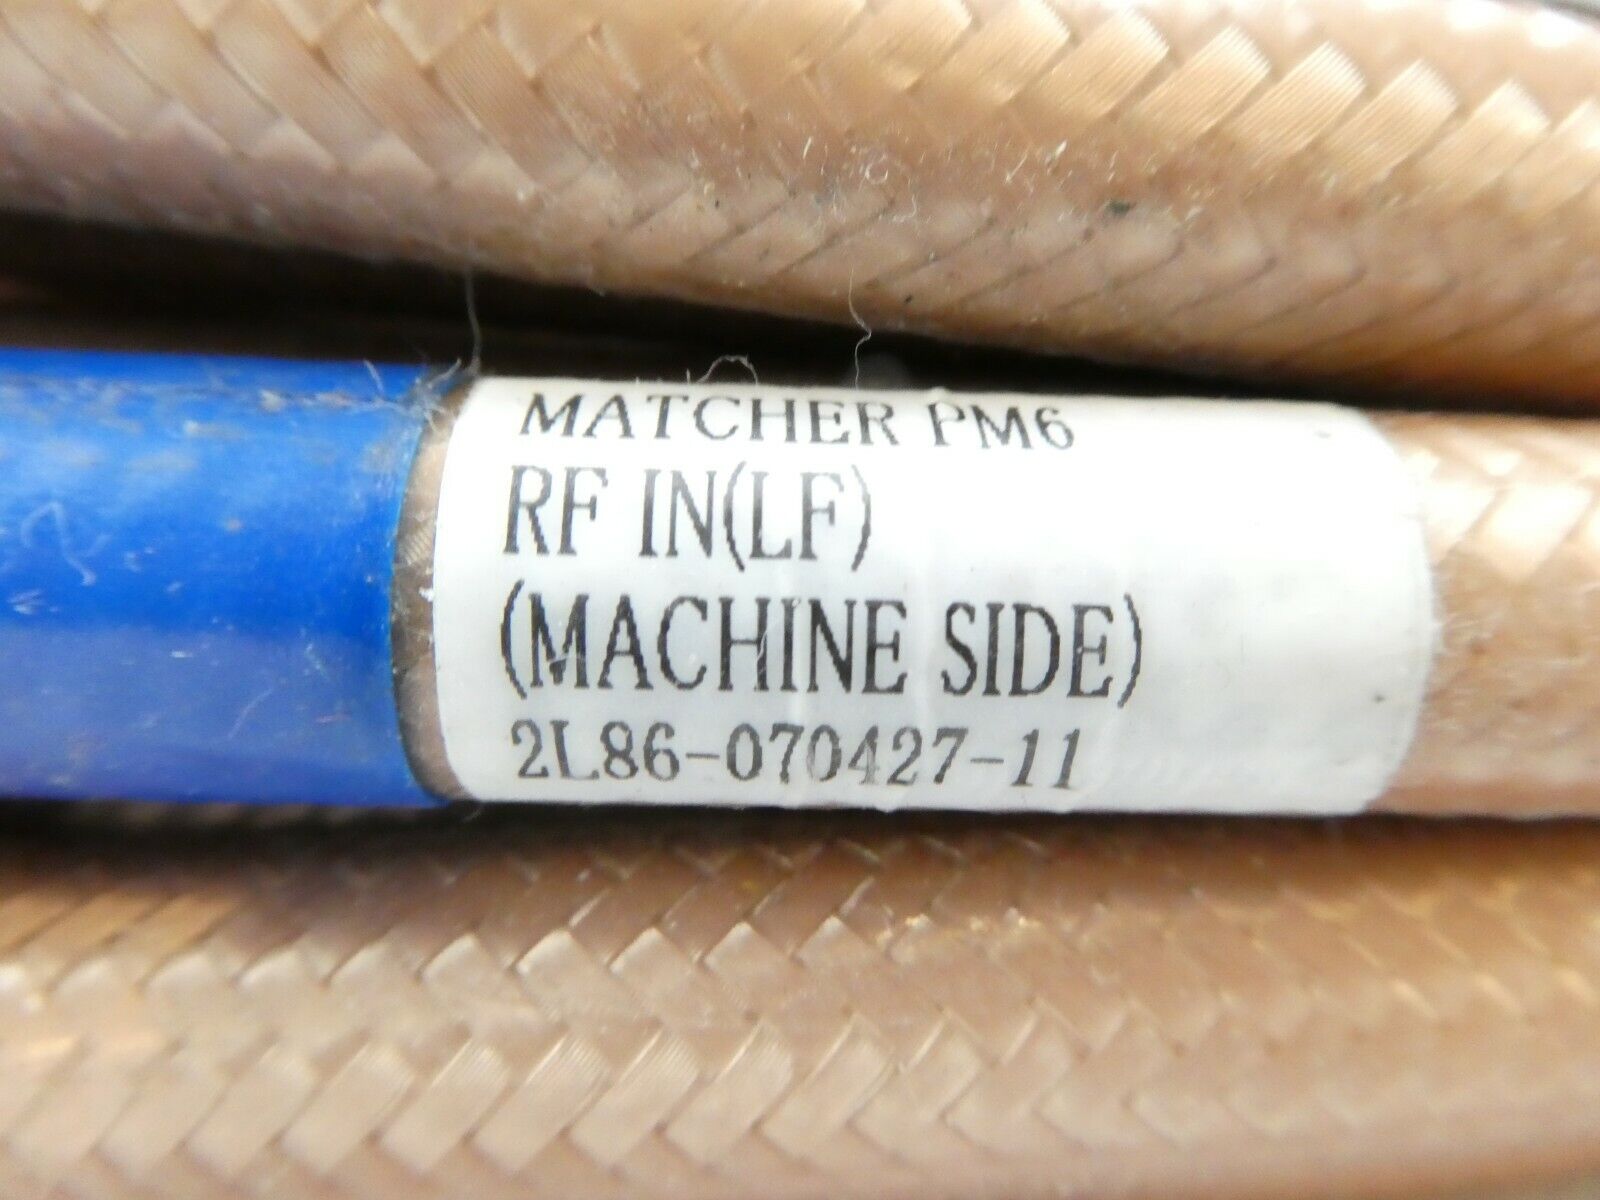 MATCHER PM6
RF IN(LF)
(MACHINE SIDE)
2L86-070427-11